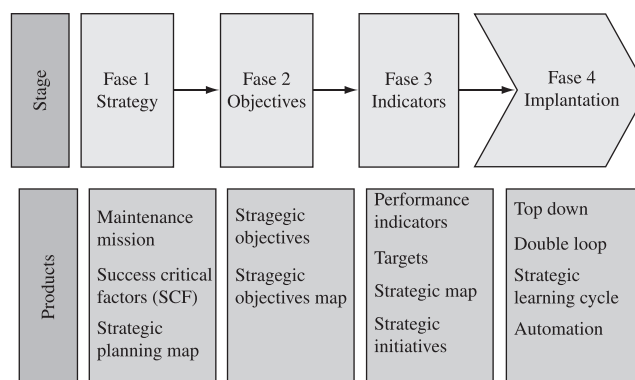 Stage
Fase 1
Strategy
Fase 2
Objectives
Fase 3
Indicators
Fase 4
Implantation
Products
Maintenance
mission
Success critical
factors (SCF)
Strategic
planning map
Stragegic
objectives
Stragegic
objectives map
Performance
indicators
Targets
Strategic map
Strategic
initiatives
Top down
Double loop
Strategic
learning cycle
Automation